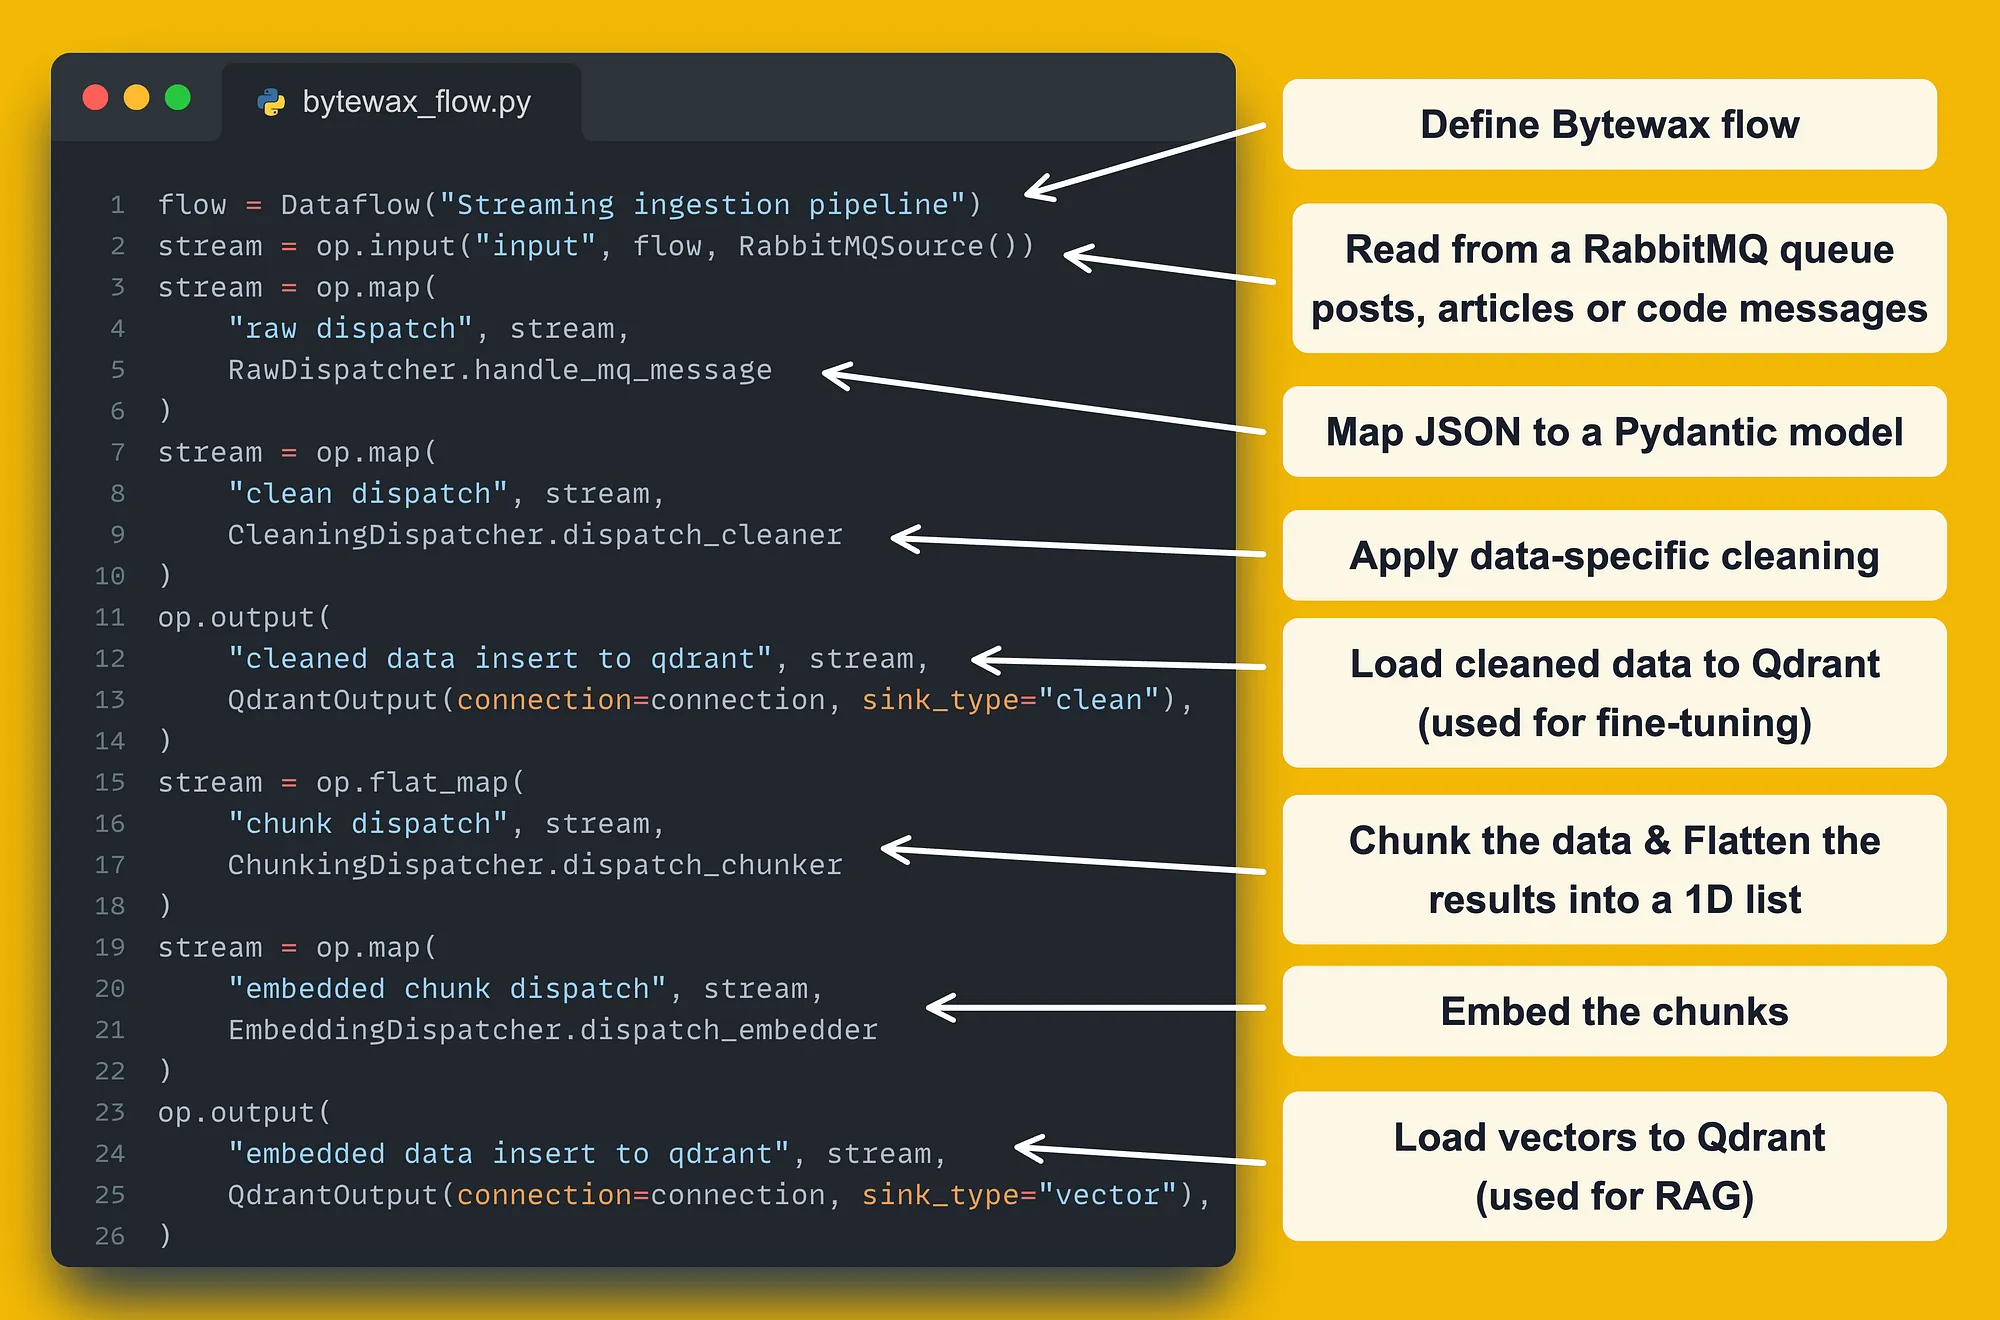 bytewax_flow.py
1 flow = Dataflow("Streaming ingestion pipeline")
2 stream = op.input("input", flow, RabbitMQSource())
3 stream = op.map(
4     "raw dispatch", stream,
5     RawDispatcher.handle_mq_message
6 )
7 stream = op.map(
8     "clean dispatch", stream,
9     CleaningDispatcher.dispatch_cleaner
10 )
11 op.output(
12     "cleaned data insert to qdrant", stream,
13     QdrantOutput(connection=connection, sink_type="clean"),
14 )
15 stream = op.flat_map(
16     "chunk dispatch", stream,
17     ChunkingDispatcher.dispatch_chunker
18 )
19 stream = op.map(
20     "embedded chunk dispatch", stream,
21     EmbeddingDispatcher.dispatch_embedder
22 )
23 op.output(
24     "embedded data insert to qdrant", stream,
25     QdrantOutput(connection=connection, sink_type="vector"),
26 )
Define Bytewax flow
Read from a RabbitMQ queue
posts, articles or code messages
Map JSON to a Pydantic model
Apply data-specific cleaning
Load cleaned data to Qdrant
(used for fine-tuning)
Chunk the data & Flatten the
results into a 1D list
Embed the chunks
Load vectors to Qdrant
(used for RAG)